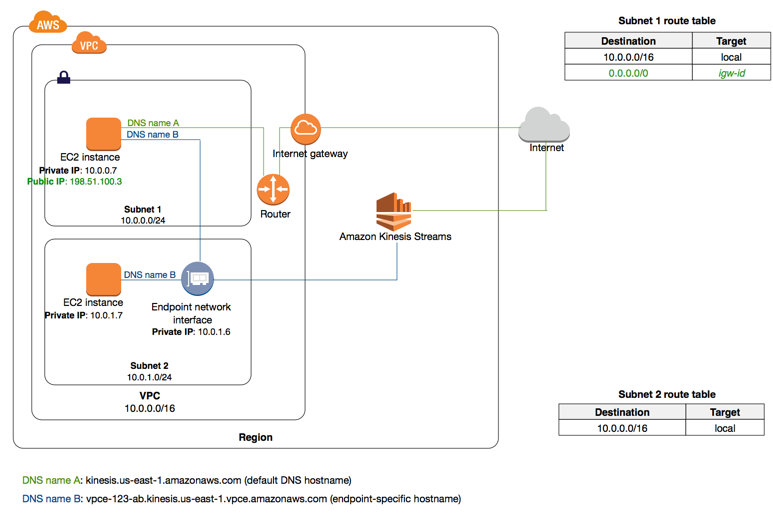 AWS
VPC
Subnet 1 route table
Destination Target
10.0.0.0/16 local
0.0.0.0/0 igw-id
DNS name A
DNS name B
EC2 instance
Private IP: 10.0.0.7
Public IP: 198.51.100.3
Internet gateway
Internet
Router
Subnet 1
10.0.0.0/24
Amazon Kinesis Streams
DNS name B
EC2 instance
Private IP: 10.0.1.7
Endpoint network
interface
Private IP: 10.0.1.6
Subnet 2
10.0.1.0/24
VPC
10.0.0.0/16
Region
Subnet 2 route table
Destination Target
10.0.0.0/16 local
DNS name A: kinesis.us-east-1.amazonaws.com (default DNS hostname)
DNS name B: vpce-123-ab.kinesis.us-east-1.vpce.amazonaws.com (endpoint-specific hostname)